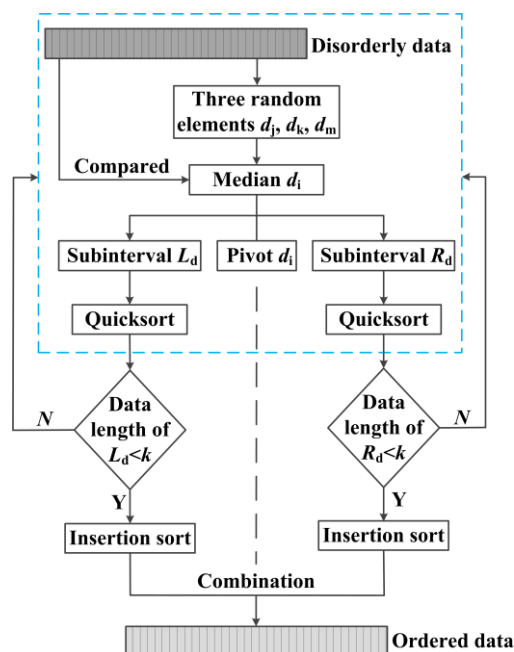 Disorderly data
Three random
elements dj, dk, dm
Compared
Median di
Subinterval Ld
Pivot di
Subinterval Rd
Quicksort
Quicksort
N
Data
length of
Ld<k
Data
length of
Rd<k
N
Y
Y
Insertion sort
Insertion sort
Combination
Ordered data